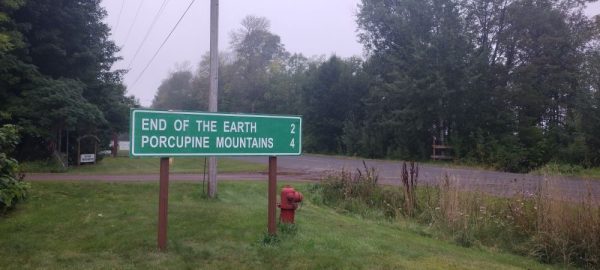 END OF THE EARTH 2
PORCUPINE MOUNTAINS 4